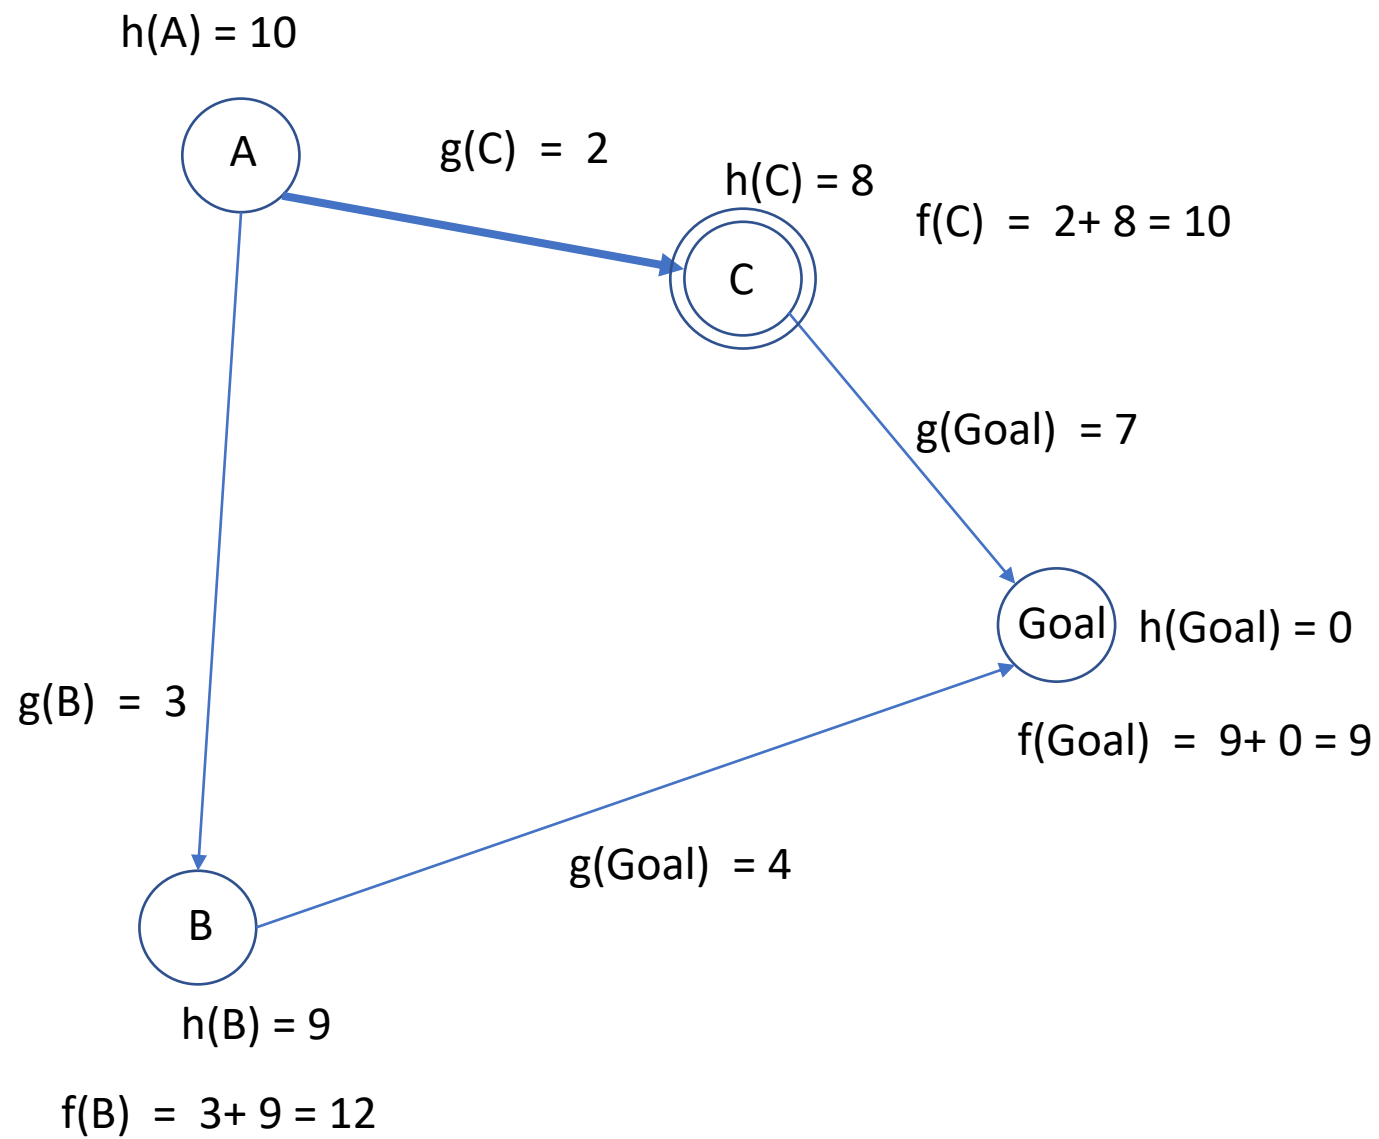 h(A) = 10
A
g(C) = 2
h(C) = 8
f(C) = 2+ 8 = 10
C
g(Goal) = 7
Goal
h(Goal) = 0
g(B) = 3
f(Goal) = 9+ 0 = 9
g(Goal) = 4
B
h(B) = 9
f(B) = 3+ 9 = 12